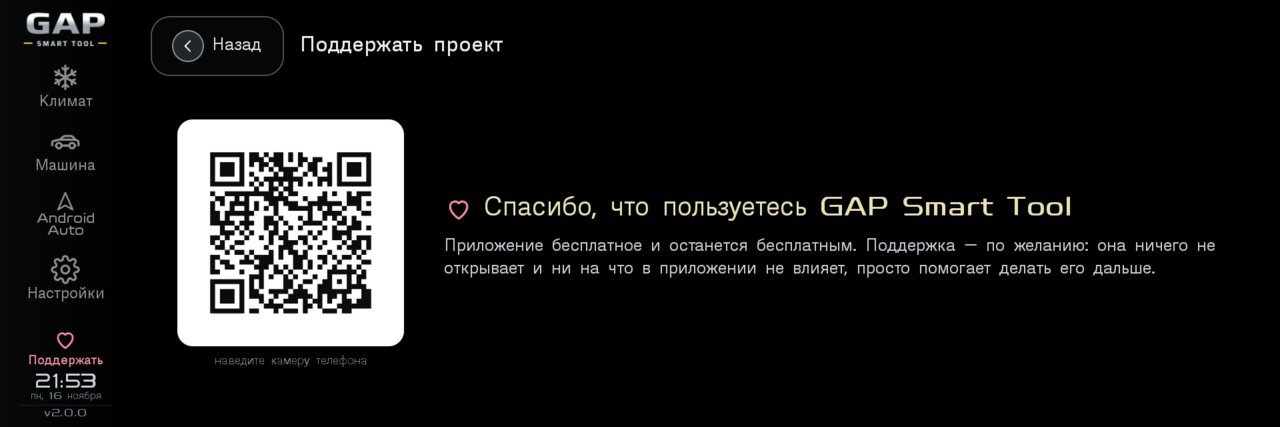 GAP
SMART TOOL
Климат
Машина
Android
Auto
Настройки
Поддержать
21:53
пн, 16 ноября
v2.0.0
Назад
Поддержать проект
наведите камеру телефона
Спасибо, что пользуетесь GAP Smart Tool
Приложение бесплатное и останется бесплатным. Поддержка — по желанию: она ничего не
открывает и ни на что в приложении не влияет, просто помогает делать его дальше.